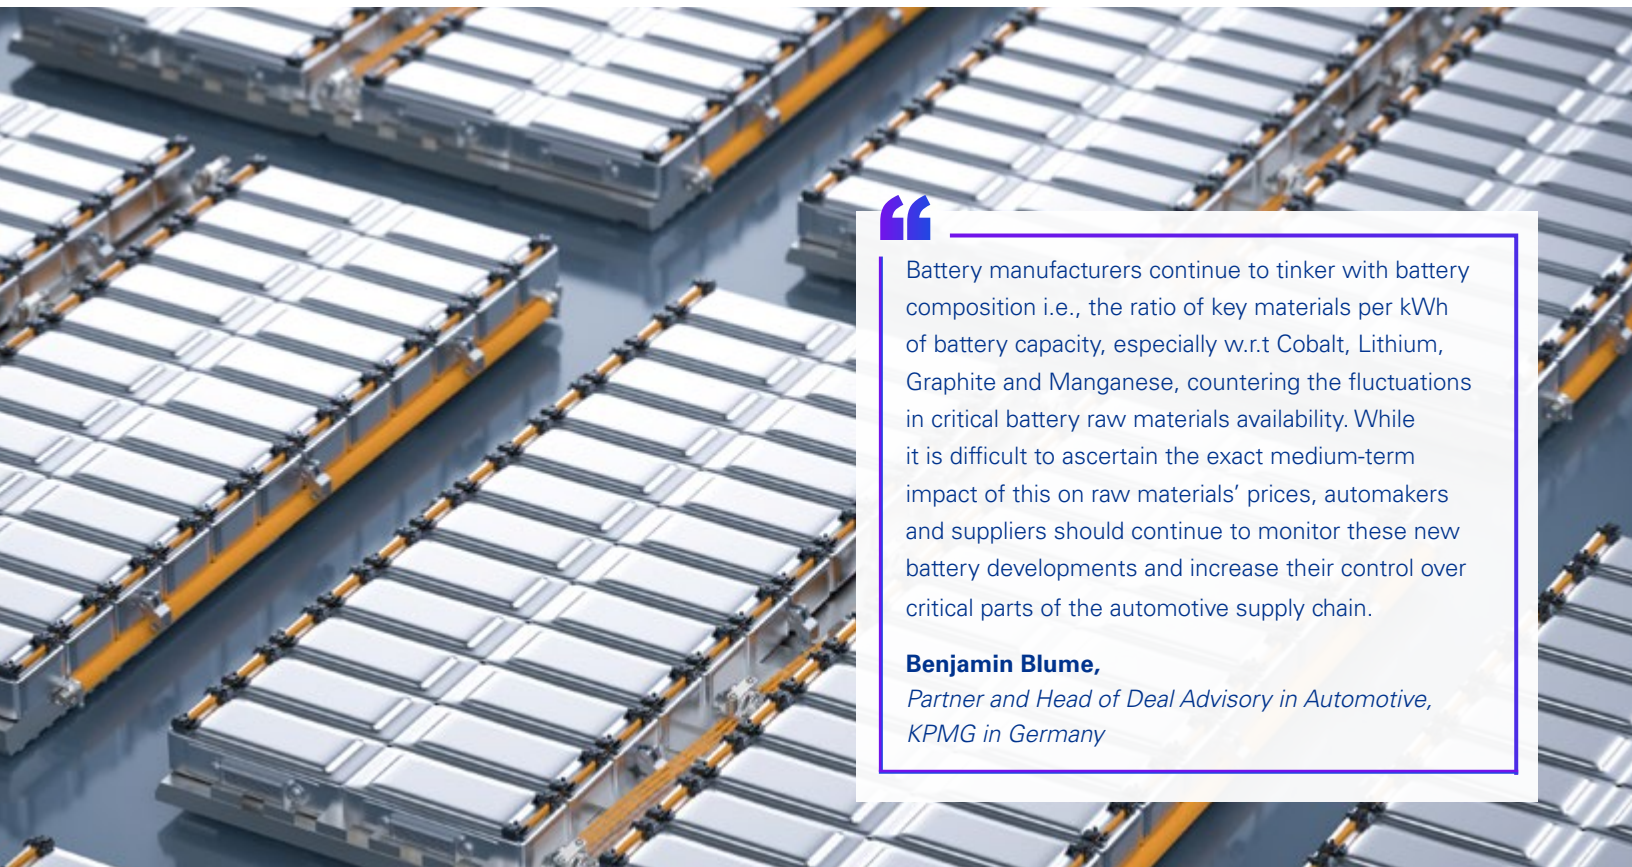 “
Battery manufacturers continue to tinker with battery
composition i.e., the ratio of key materials per kWh
of battery capacity, especially w.r.t Cobalt, Lithium,
Graphite and Manganese, countering the fluctuations
in critical battery raw materials availability. While
it is difficult to ascertain the exact medium-term
impact of this on raw materials’ prices, automakers
and suppliers should continue to monitor these new
battery developments and increase their control over
critical parts of the automotive supply chain.
Benjamin Blume,
Partner and Head of Deal Advisory in Automotive,
KPMG in Germany